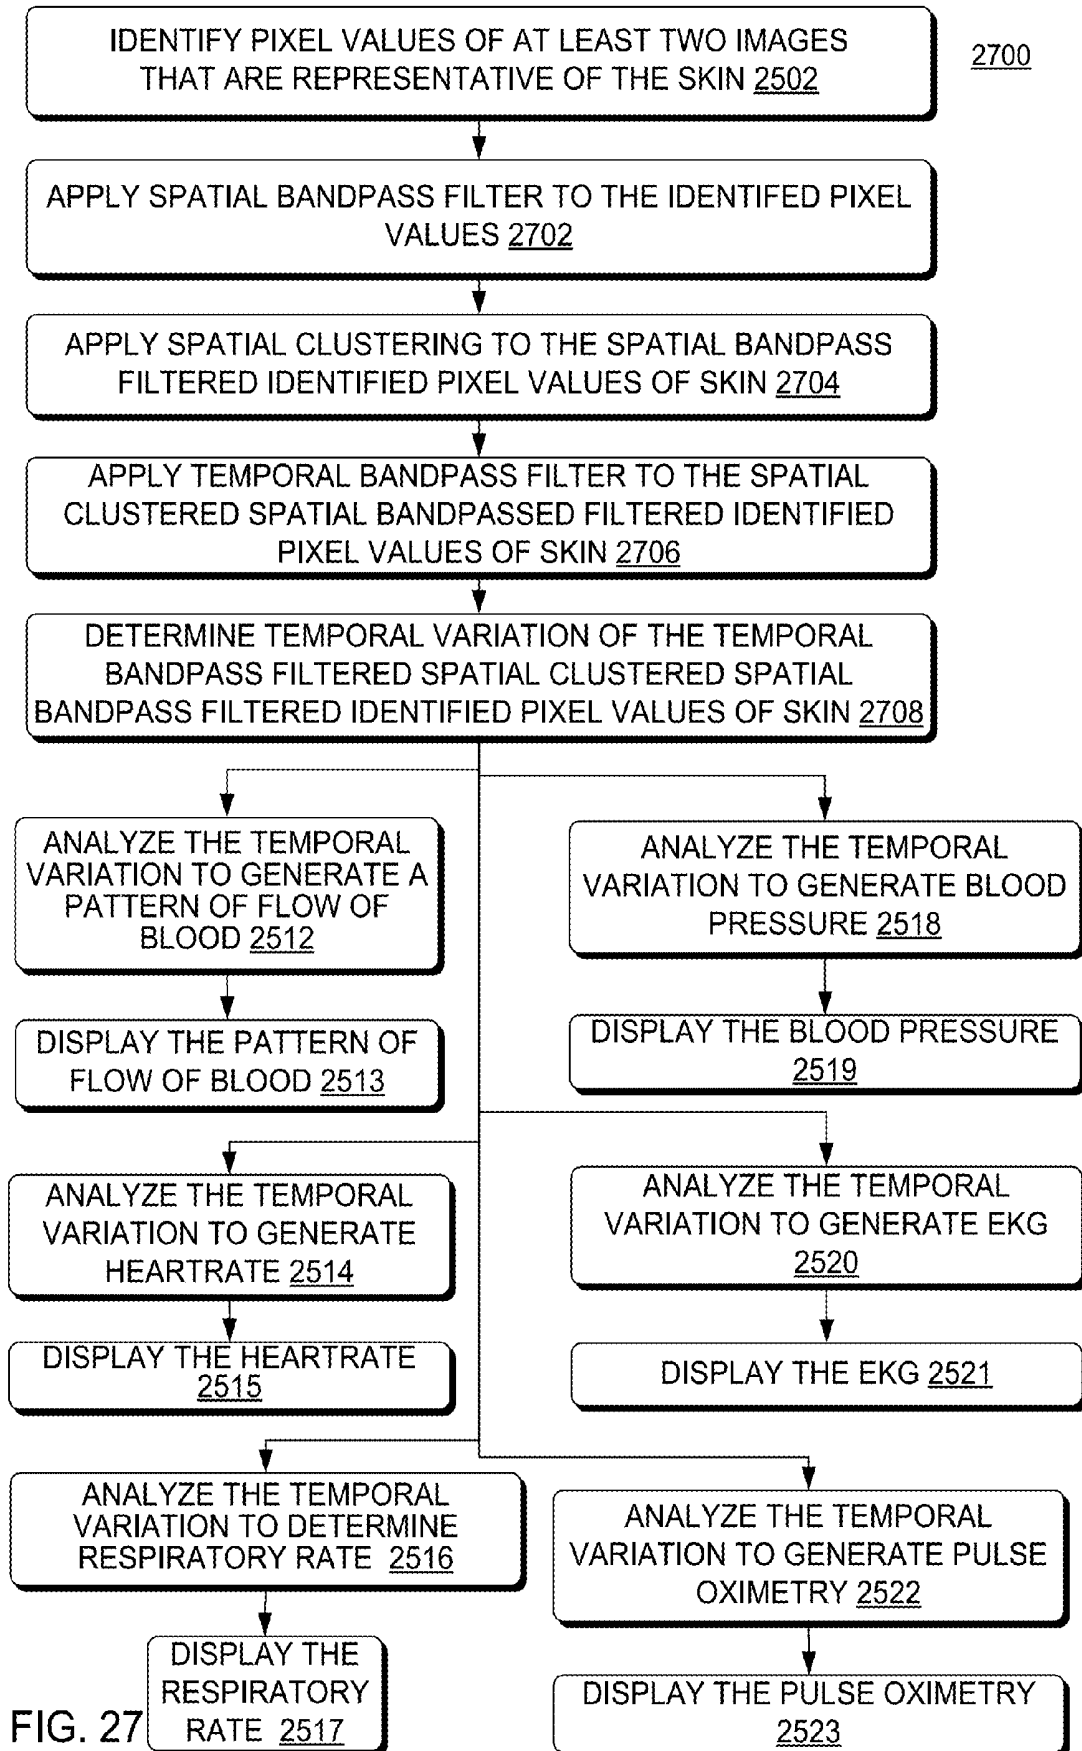 IDENTIFY PIXEL VALUES OF AT LEAST TWO IMAGES
THAT ARE REPRESENTATIVE OF THE SKIN 2502
2700
APPLY SPATIAL BANDPASS FILTER TO THE IDENTIFED PIXEL
VALUES 2702
APPLY SPATIAL CLUSTERING TO THE SPATIAL BANDPASS
FILTERED IDENTIFIED PIXEL VALUES OF SKIN 2704
APPLY TEMPORAL BANDPASS FILTER TO THE SPATIAL
CLUSTERED SPATIAL BANDPASSED FILTERED IDENTIFIED
PIXEL VALUES OF SKIN 2706
DETERMINE TEMPORAL VARIATION OF THE TEMPORAL
BANDPASS FILTERED SPATIAL CLUSTERED SPATIAL
BANDPASS FILTERED IDENTIFIED PIXEL VALUES OF SKIN 2708
ANALYZE THE TEMPORAL
VARIATION TO GENERATE A
PATTERN OF FLOW OF
BLOOD 2512
DISPLAY THE PATTERN OF
FLOW OF BLOOD 2513
ANALYZE THE TEMPORAL
VARIATION TO GENERATE BLOOD
PRESSURE 2518
DISPLAY THE BLOOD PRESSURE
2519
ANALYZE THE TEMPORAL
VARIATION TO GENERATE
HEARTRATE 2514
DISPLAY THE HEARTRATE
2515
ANALYZE THE TEMPORAL
VARIATION TO GENERATE EKG
2520
DISPLAY THE EKG 2521
ANALYZE THE TEMPORAL
VARIATION TO DETERMINE
RESPIRATORY RATE 2516
DISPLAY THE
RESPIRATORY
RATE 2517
ANALYZE THE TEMPORAL
VARIATION TO GENERATE PULSE
OXIMETRY 2522
DISPLAY THE PULSE OXIMETRY
2523
FIG. 27